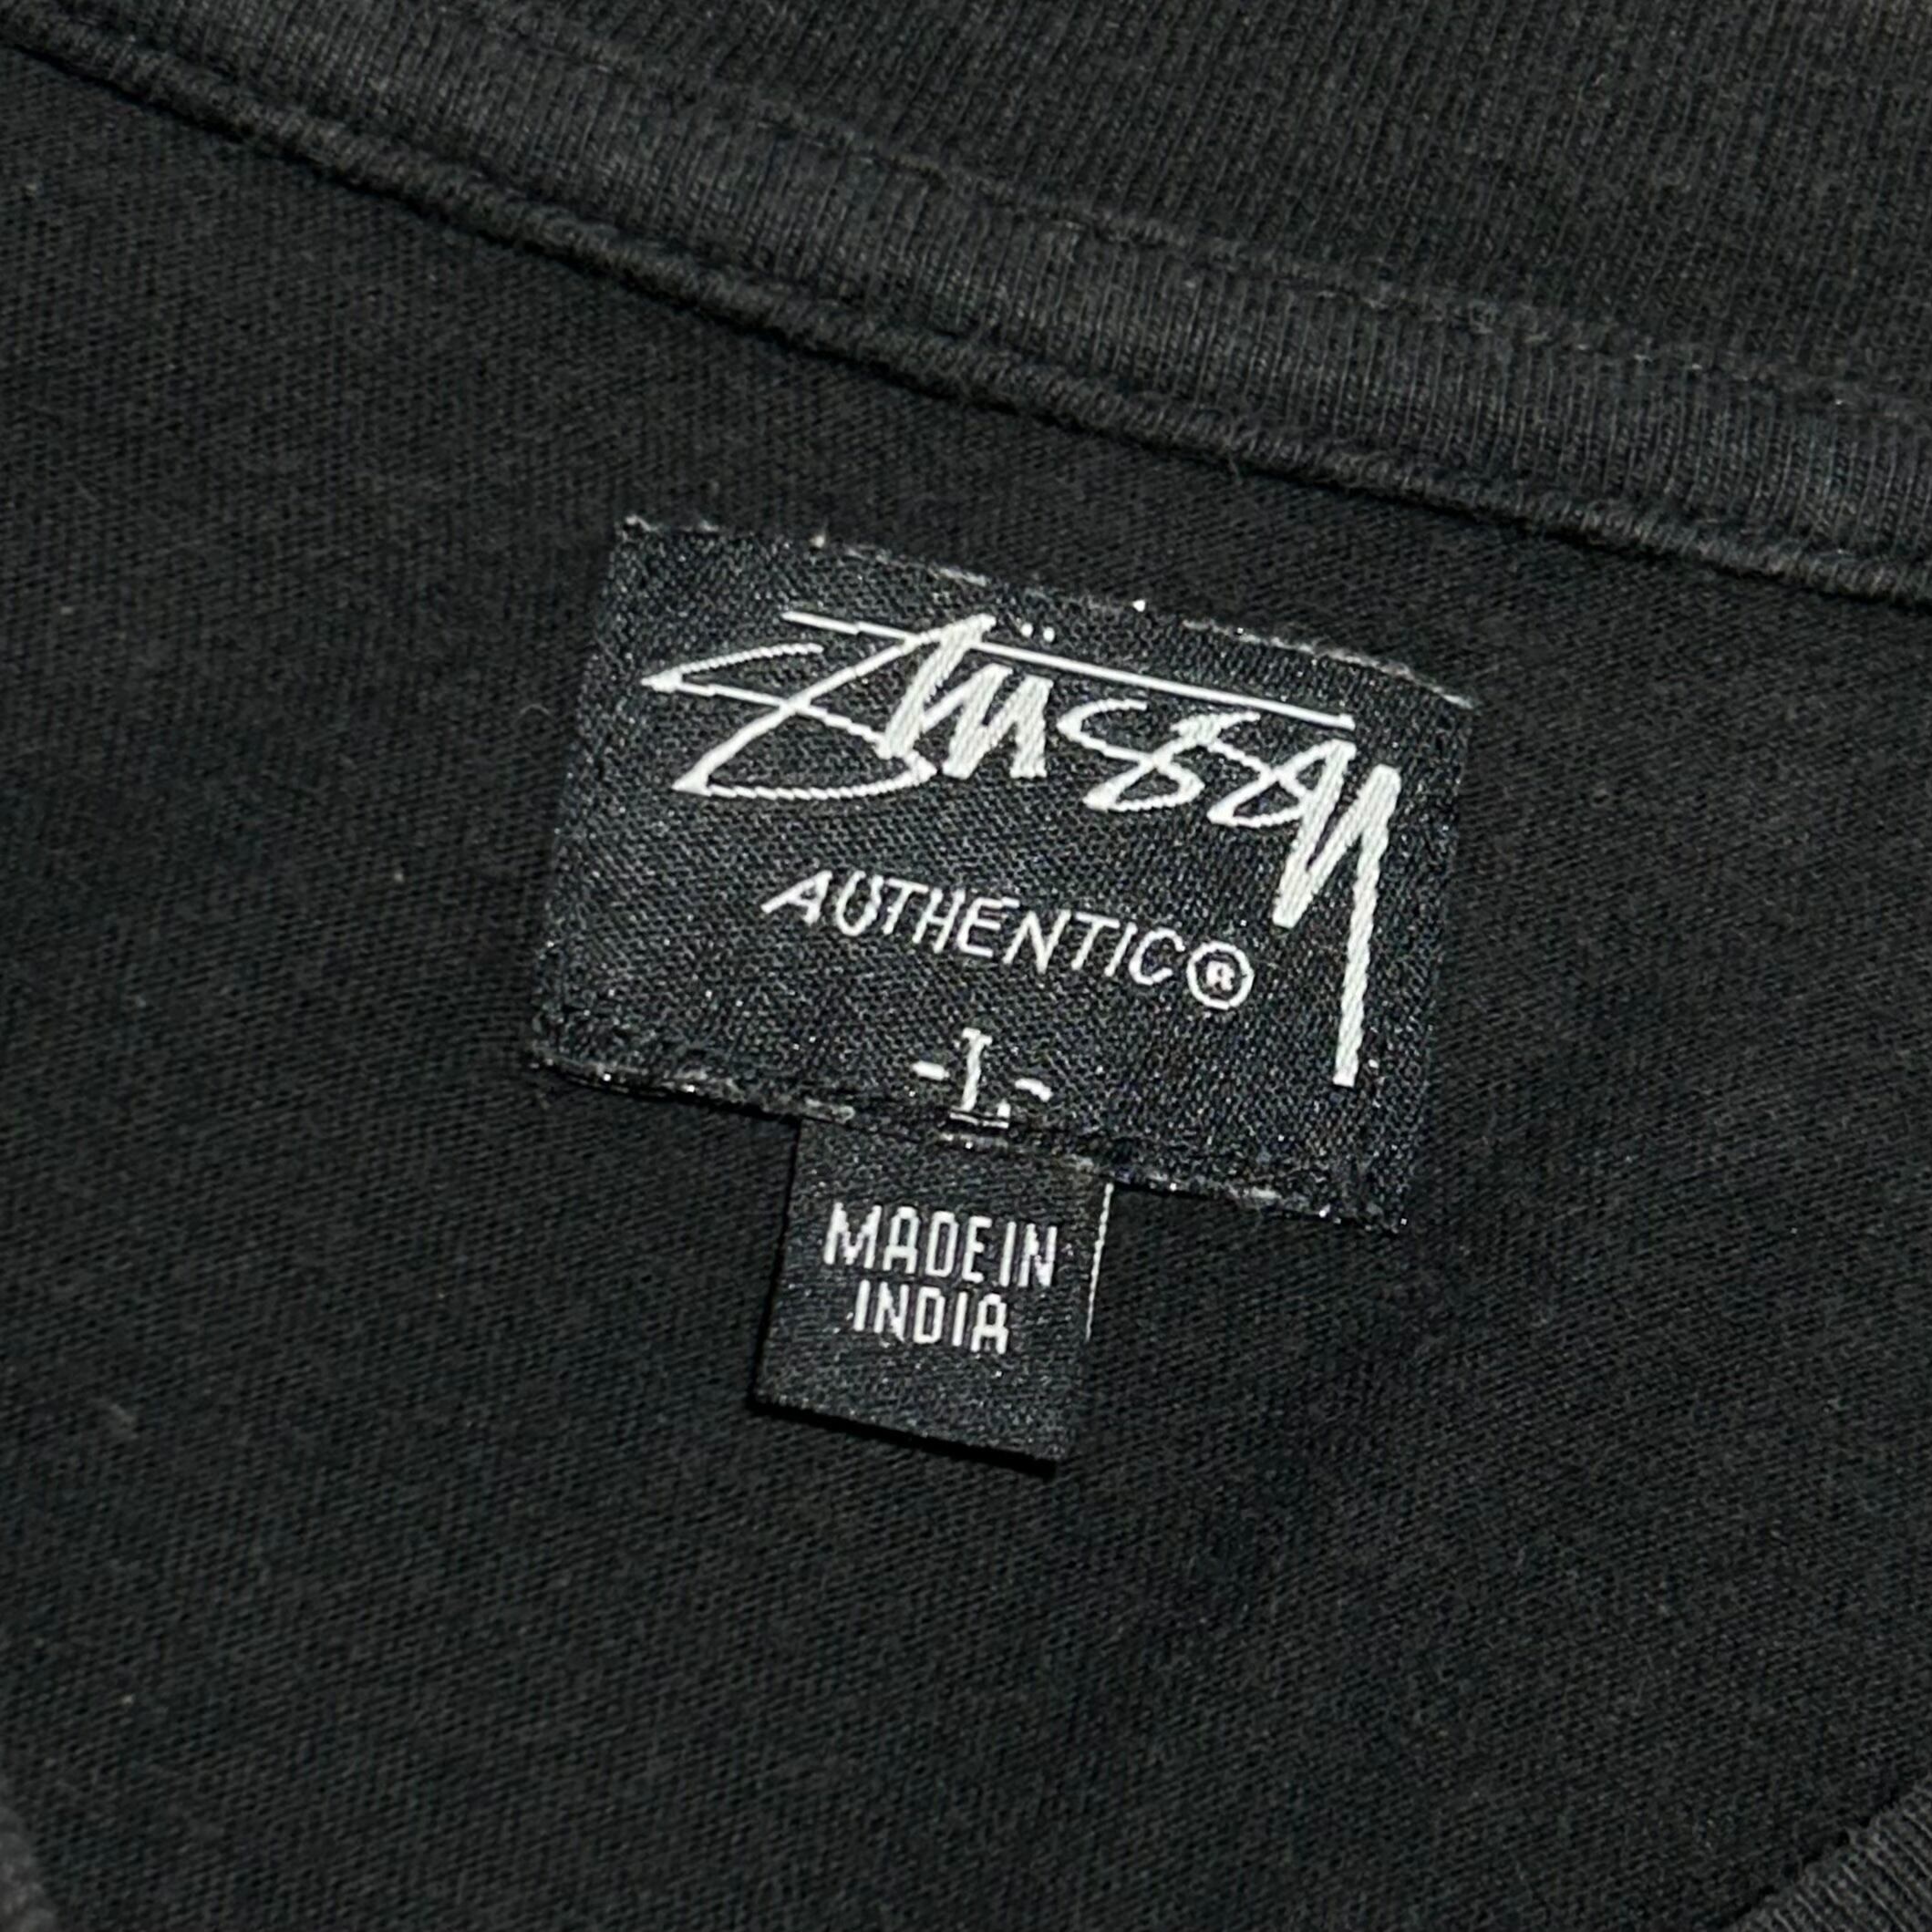 Stüssy
AUTHENTIC®
-L-
MADE IN
INDIA